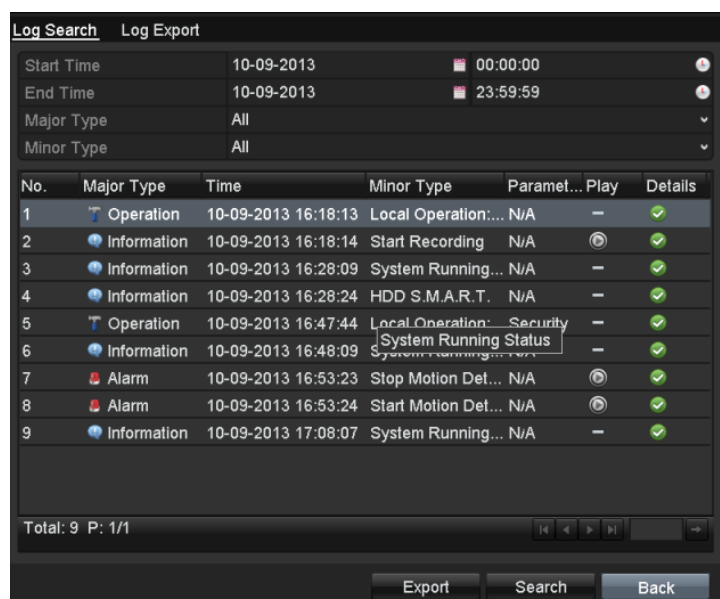 Log Search Log Export
Start Time 10-09-2013 00:00:00
End Time 10-09-2013 23:59:59
Major Type All
Minor Type All
No. Major Type Time Minor Type Paramet... Play Details
1 Operation 10-09-2013 16:18:13 Local Operation:... N/A –
2 Information 10-09-2013 16:18:14 Start Recording N/A
3 Information 10-09-2013 16:28:09 System Running... N/A –
4 Information 10-09-2013 16:28:24 HDD S.M.A.R.T. N/A –
5 Operation 10-09-2013 16:47:44 Local Operation: Security –
System Running Status
6 Information 10-09-2013 16:48:09 System Running... N/A –
7 Alarm 10-09-2013 16:53:23 Stop Motion Det... N/A
8 Alarm 10-09-2013 16:53:24 Start Motion Det... N/A
9 Information 10-09-2013 17:08:07 System Running... N/A –
Total: 9 P: 1/1
Export Search Back